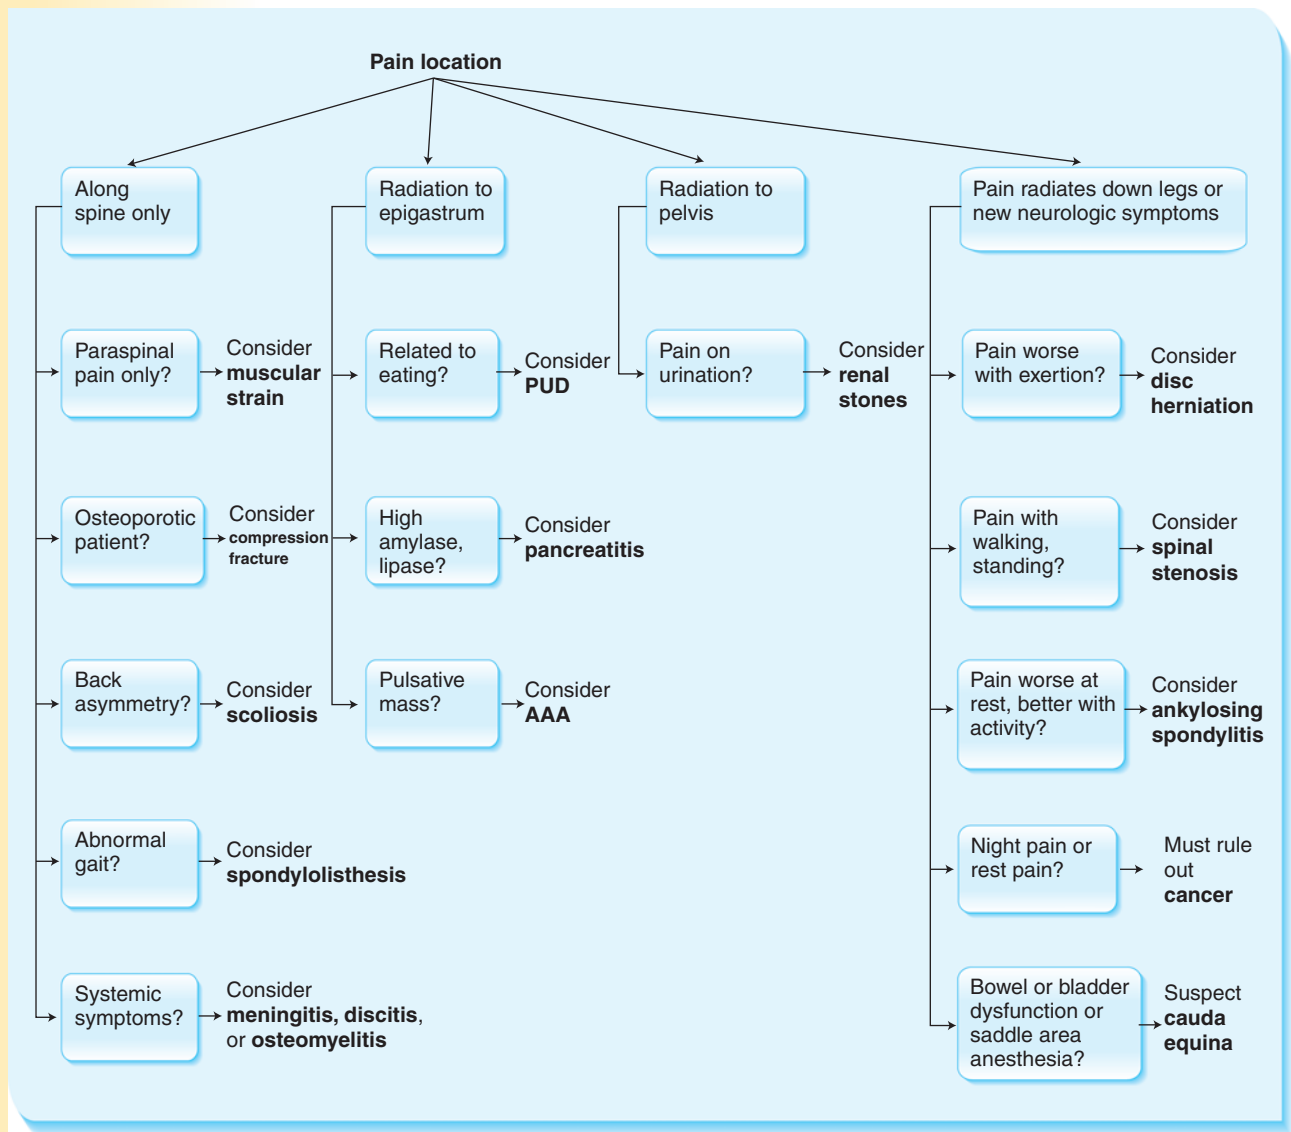 Pain location
Along
spine only
Paraspinal
pain only?
Consider
muscular
strain
Osteoporotic
patient?
Consider
compression
fracture
Back
asymmetry?
Consider
scoliosis
Abnormal
gait?
Consider
spondylolisthesis
Systemic
symptoms?
Consider
meningitis, discitis,
or osteomyelitis
Radiation to
epigastrum
Related to
eating?
Consider
PUD
High
amylase,
lipase?
Consider
pancreatitis
Pulsative
mass?
Consider
AAA
Radiation to
pelvis
Pain on
urination?
Consider
renal
stones
Pain radiates down legs or
new neurologic symptoms
Pain worse
with exertion?
Consider
disc
herniation
Pain with
walking,
standing?
Consider
spinal
stenosis
Pain worse at
rest, better with
activity?
Consider
ankylosing
spondylitis
Night pain or
rest pain?
Must rule
out
cancer
Bowel or bladder
dysfunction or
saddle area
anesthesia?
Suspect
cauda
equina